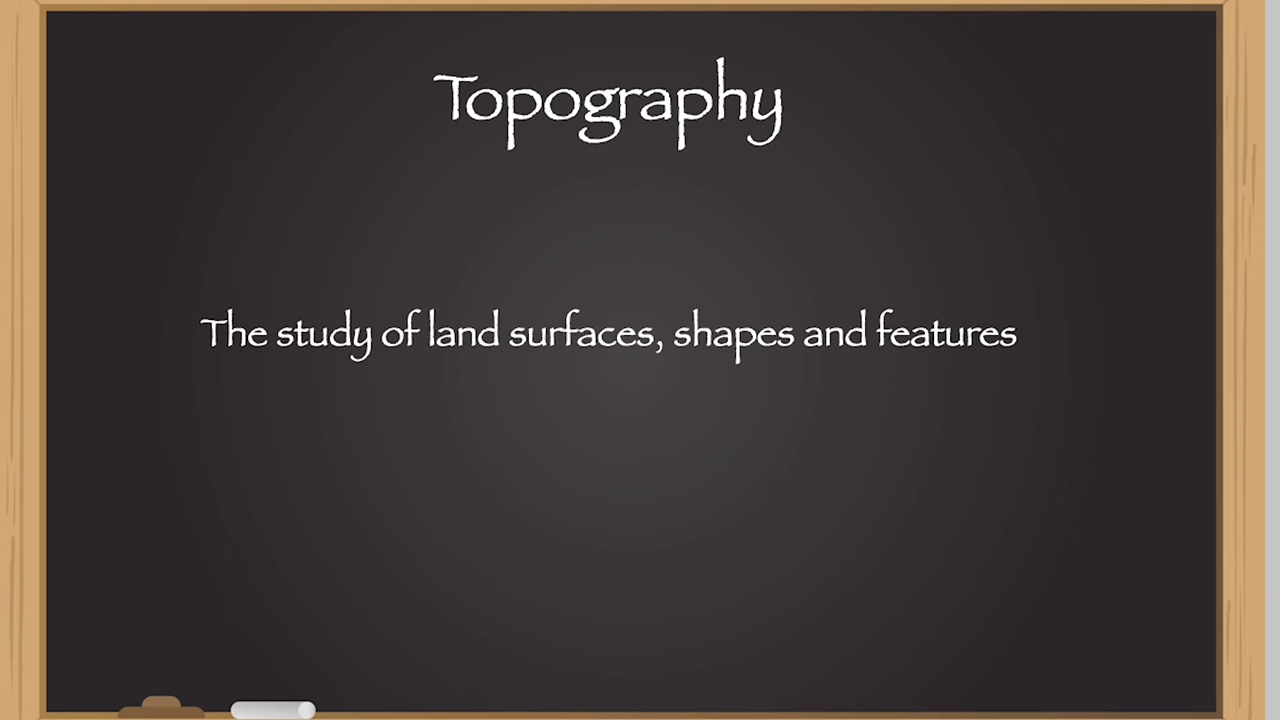 Topography
The study of land surfaces, shapes and features